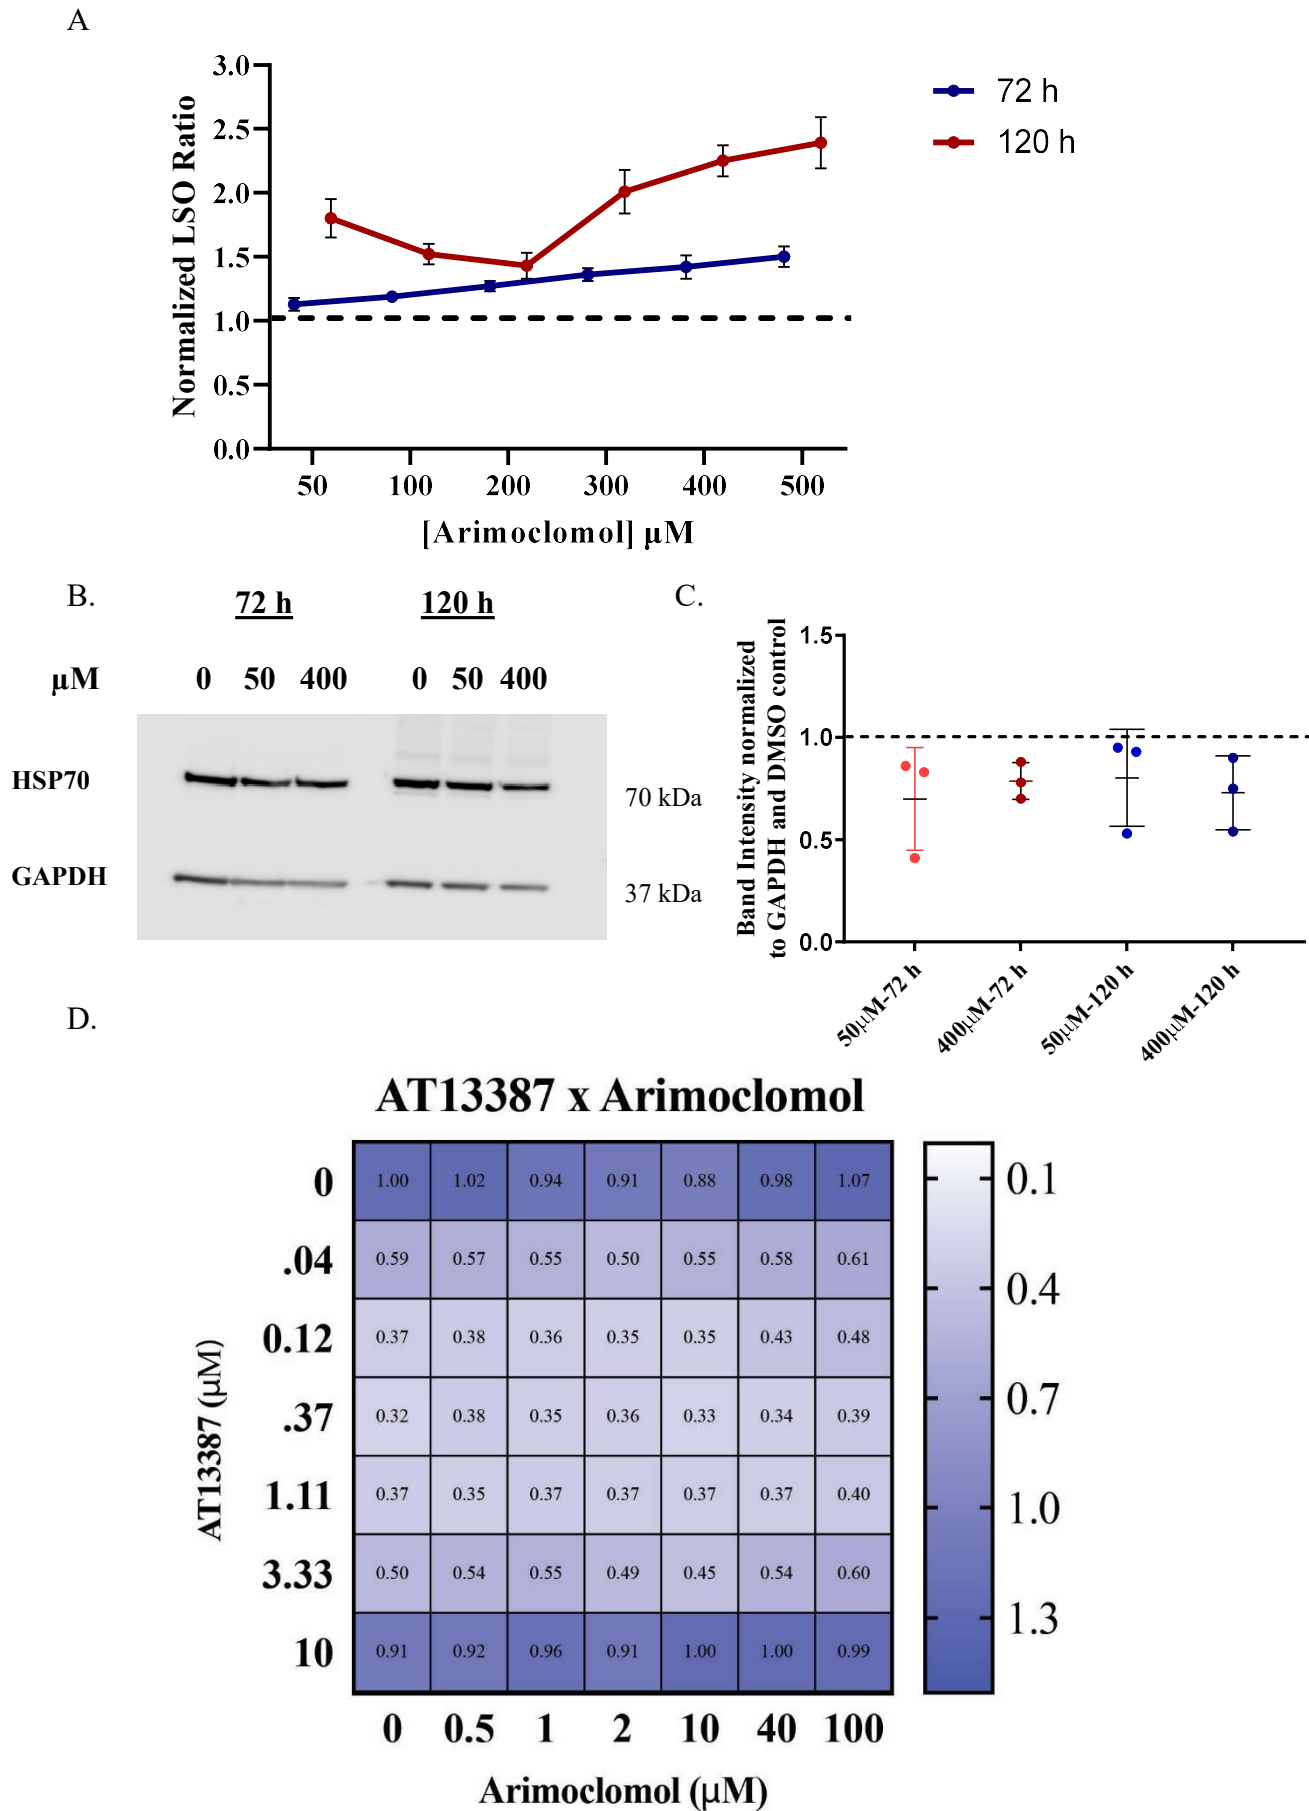 A
3.0
2.5
2.0
1.5
1.0
0.5
0.0
Normalized LSO Ratio
50 100 200 300 400 500
[Arimoclomol] µM
72 h
120 h
B.
72 h 120 h
µM 0 50 400 0 50 400
HSP70
70 kDa
GAPDH
37 kDa
C.
Band Intensity normalized
to GAPDH and DMSO control
1.5
1.0
0.5
0.0
50µM-72 h
400µM-72 h
50µM-120 h
400µM-120 h
D.
AT13387 x Arimoclomol
AT13387 (µM)
0 1.00 1.02 0.94 0.91 0.88 0.98 1.07
.04 0.59 0.57 0.55 0.50 0.55 0.58 0.61
0.12 0.37 0.38 0.36 0.35 0.35 0.43 0.48
.37 0.32 0.38 0.35 0.36 0.33 0.34 0.39
1.11 0.37 0.35 0.37 0.37 0.37 0.37 0.40
3.33 0.50 0.54 0.55 0.49 0.45 0.54 0.60
10 0.91 0.92 0.96 0.91 1.00 1.00 0.99
0 0.5 1 2 10 40 100
Arimoclomol (µM)
0.1
0.4
0.7
1.0
1.3